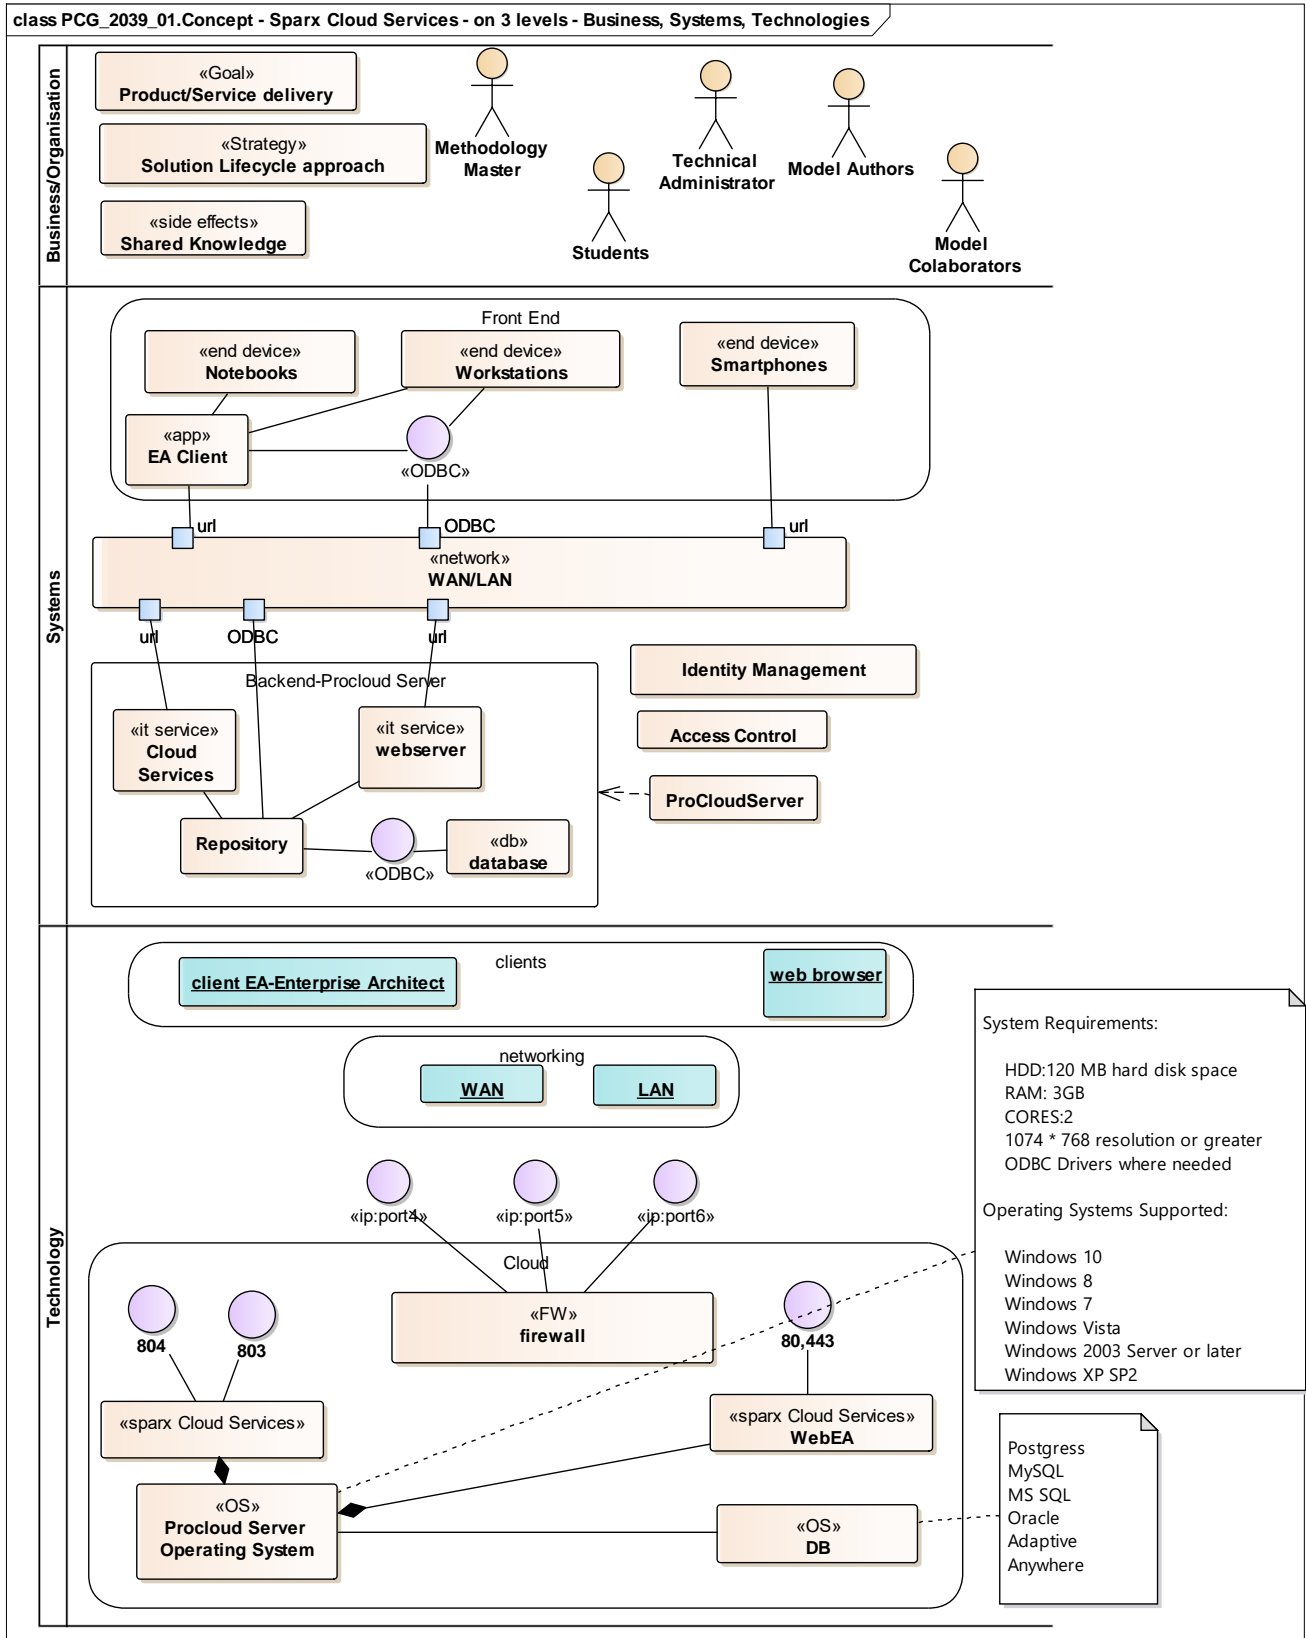 class PCG_2039_01.Concept - Sparx Cloud Services - on 3 levels - Business, Systems, Technologies
Business/Organisation
«Goal»
Product/Service delivery
«Strategy»
Solution Lifecycle approach
«side effects»
Shared Knowledge
Methodology
Master
Students
Technical
Administrator
Model Authors
Model
Colaborators
Systems
Front End
«end device»
Notebooks
«end device»
Workstations
«end device»
Smartphones
«app»
EA Client
«ODBC»
url
ODBC
url
«network»
WAN/LAN
url
ODBC
url
Backend-Procloud Server
«it service»
Cloud
Services
«it service»
webserver
Repository
«ODBC»
«db»
database
Identity Management
Access Control
ProCloudServer
Technology
clients
client EA-Enterprise Architect
web browser
networking
WAN
LAN
«ip:port4»
«ip:port5»
«ip:port6»
Cloud
804
803
«FW»
firewall
80,443
«sparx Cloud Services»
«sparx Cloud Services»
WebEA
«OS»
Procloud Server
Operating System
«OS»
DB
System Requirements:
HDD:120 MB hard disk space
RAM: 3GB
CORES:2
1074 * 768 resolution or greater
ODBC Drivers where needed
Operating Systems Supported:
Windows 10
Windows 8
Windows 7
Windows Vista
Windows 2003 Server or later
Windows XP SP2
Postgress
MySQL
MS SQL
Oracle
Adaptive
Anywhere